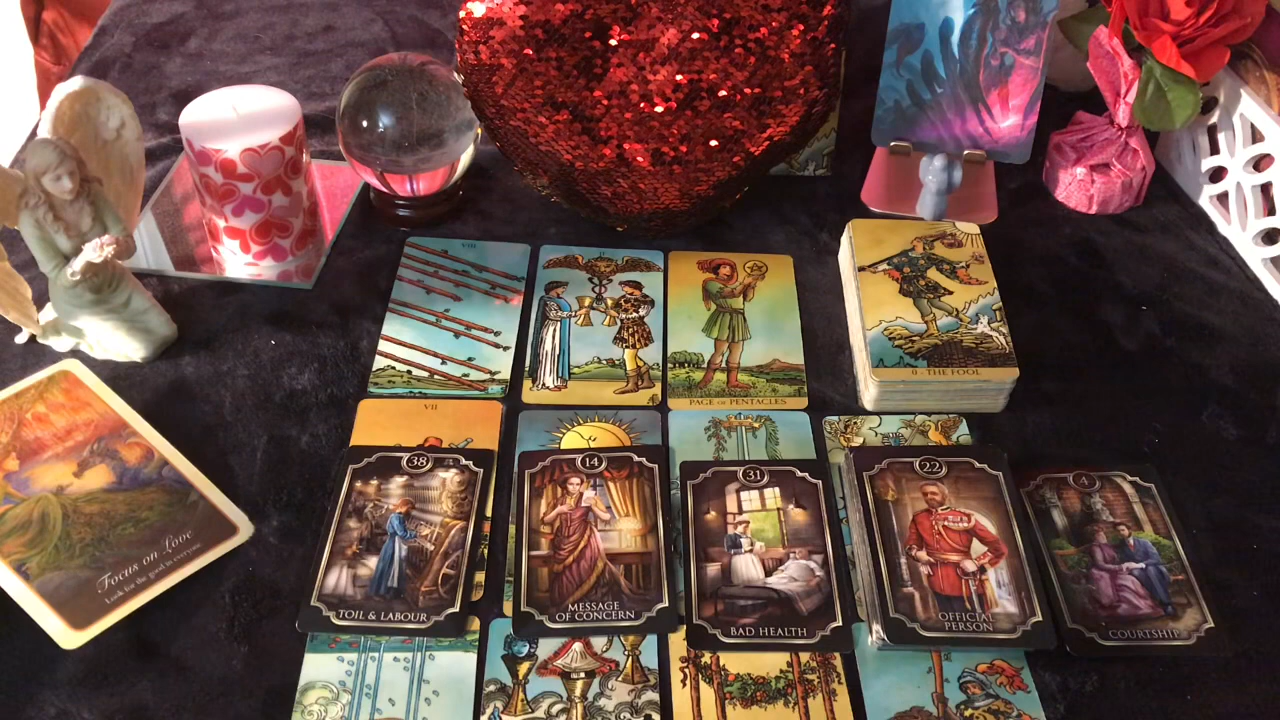 VIII
II
PAGE OF PENTACLES
0 - THE FOOL
VII
Focus on Love
Look for the good in everyone
38
TOIL & LABOUR
14
MESSAGE
OF CONCERN
31
BAD HEALTH
22
OFFICIAL
PERSON
4
COURTSHIP